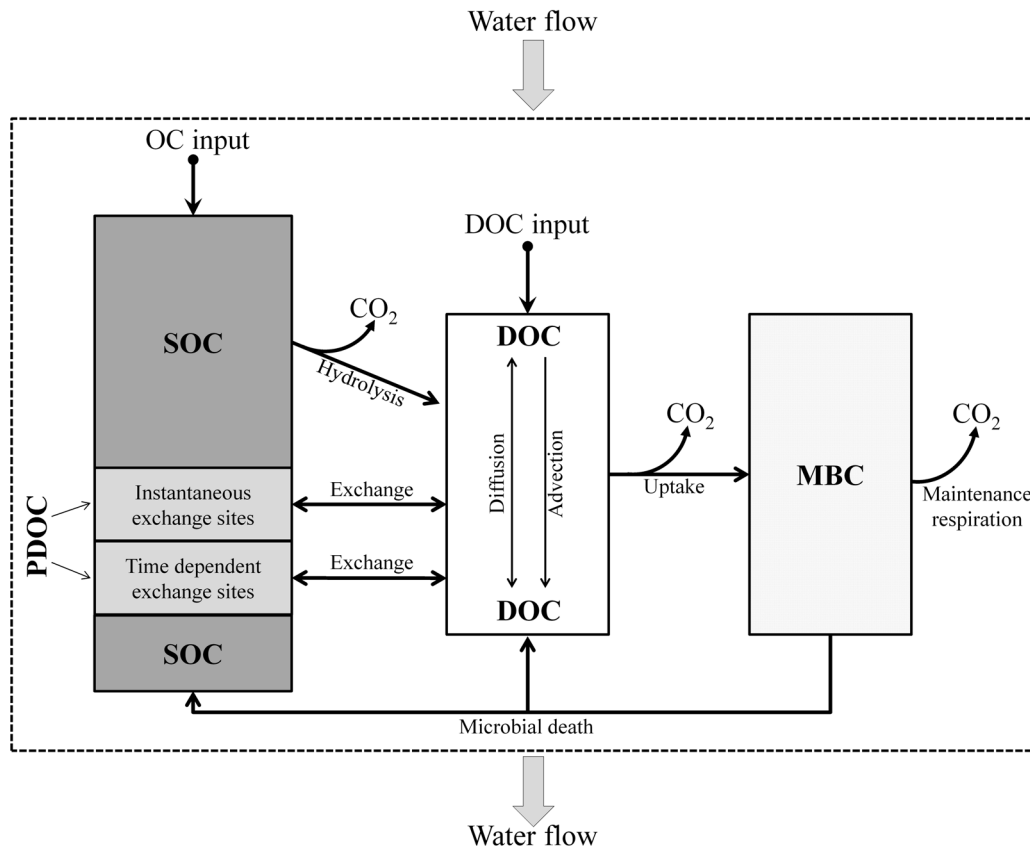 Water flow
OC input
DOC input
CO2
SOC
Hydrolysis
DOC
Diffusion
Advection
DOC
CO2
Uptake
MBC
CO2
Maintenance
respiration
PDOC
Instantaneous
exchange sites
Exchange
Time dependent
exchange sites
Exchange
SOC
Microbial death
Water flow